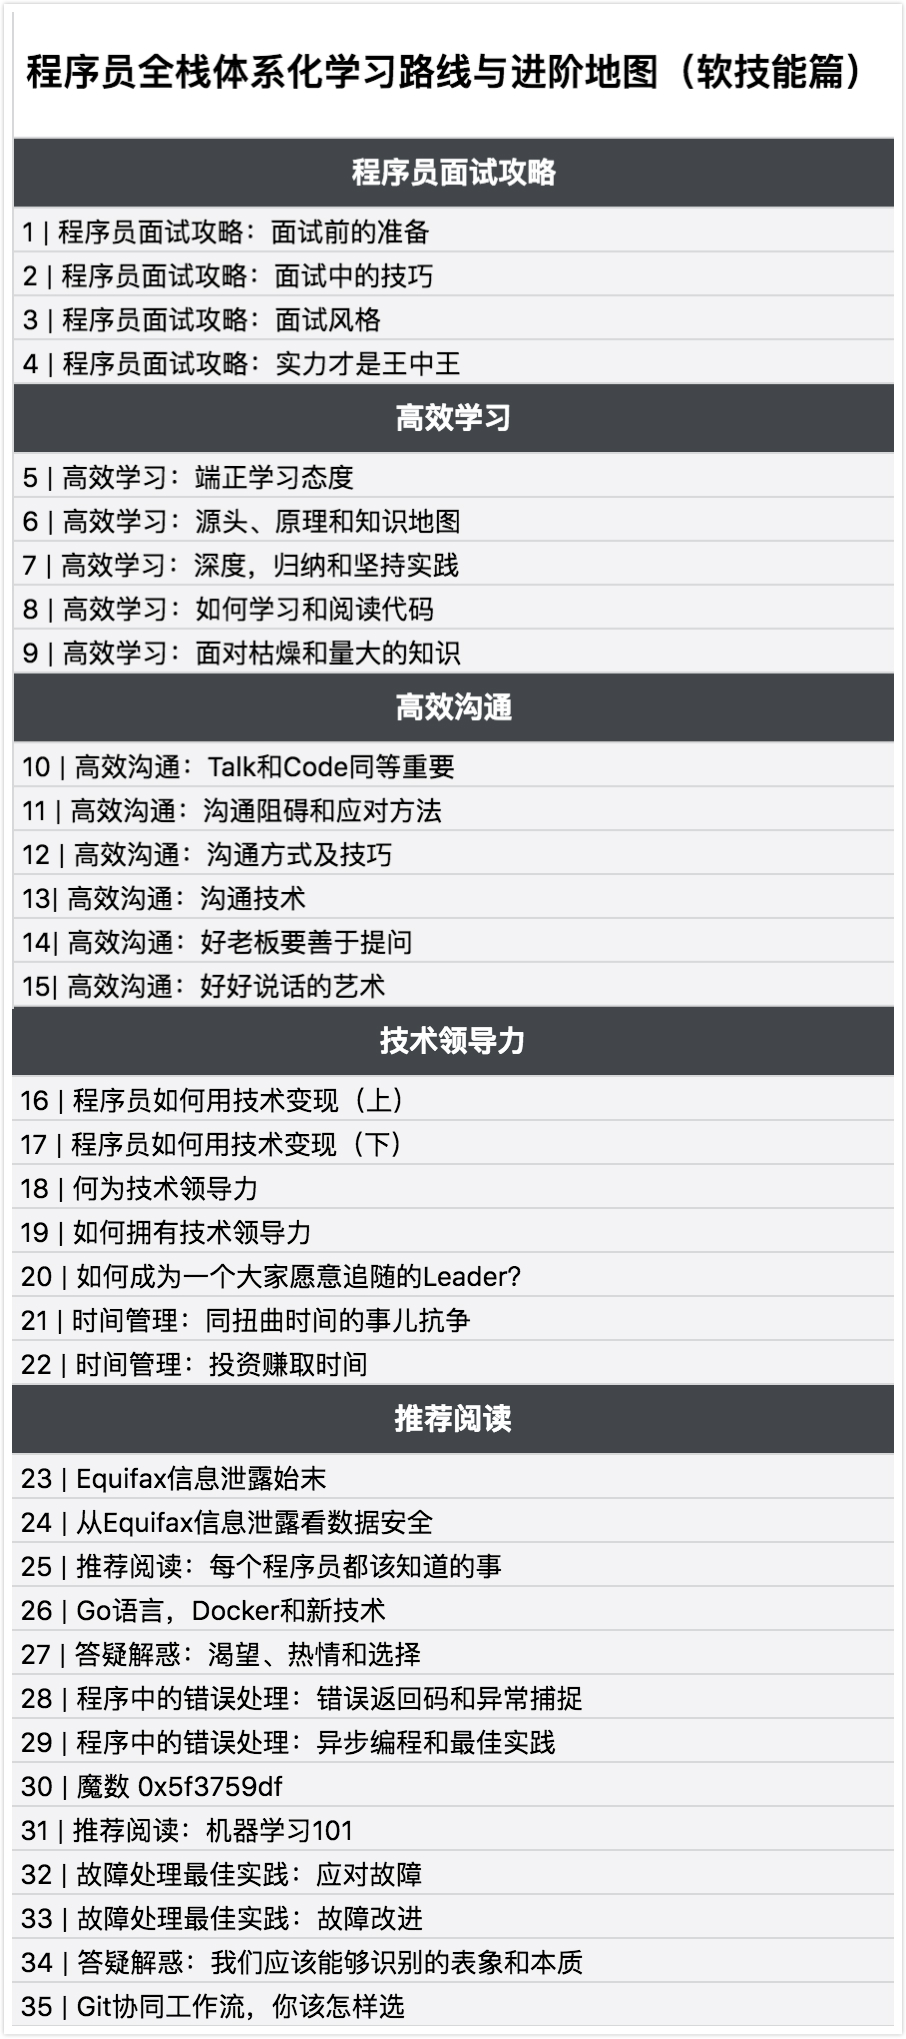 程序员全栈体系化学习路线与进阶地图（软技能篇）
程序员面试攻略
1 | 程序员面试攻略：面试前的准备
2 | 程序员面试攻略：面试中的技巧
3 | 程序员面试攻略：面试风格
4 | 程序员面试攻略：实力才是王中王
高效学习
5 | 高效学习：端正学习态度
6 | 高效学习：源头、原理和知识地图
7 | 高效学习：深度，归纳和坚持实践
8 | 高效学习：如何学习和阅读代码
9 | 高效学习：面对枯燥和量大的知识
高效沟通
10 | 高效沟通：Talk和Code同等重要
11 | 高效沟通：沟通阻碍和应对方法
12 | 高效沟通：沟通方式及技巧
13| 高效沟通：沟通技术
14| 高效沟通：好老板要善于提问
15| 高效沟通：好好说话的艺术
技术领导力
16 | 程序员如何用技术变现（上）
17 | 程序员如何用技术变现（下）
18 | 何为技术领导力
19 | 如何拥有技术领导力
20 | 如何成为一个大家愿意追随的Leader?
21 | 时间管理：同扭曲时间的事儿抗争
22 | 时间管理：投资赚取时间
推荐阅读
23 | Equifax信息泄露始末
24 | 从Equifax信息泄露看数据安全
25 | 推荐阅读：每个程序员都该知道的事
26 | Go语言，Docker和新技术
27 | 答疑解惑：渴望、热情和选择
28 | 程序中的错误处理：错误返回码和异常捕捉
29 | 程序中的错误处理：异步编程和最佳实践
30 | 魔数 0x5f3759df
31 | 推荐阅读：机器学习101
32 | 故障处理最佳实践：应对故障
33 | 故障处理最佳实践：故障改进
34 | 答疑解惑：我们应该能够识别的表象和本质
35 | Git协同工作流，你该怎样选